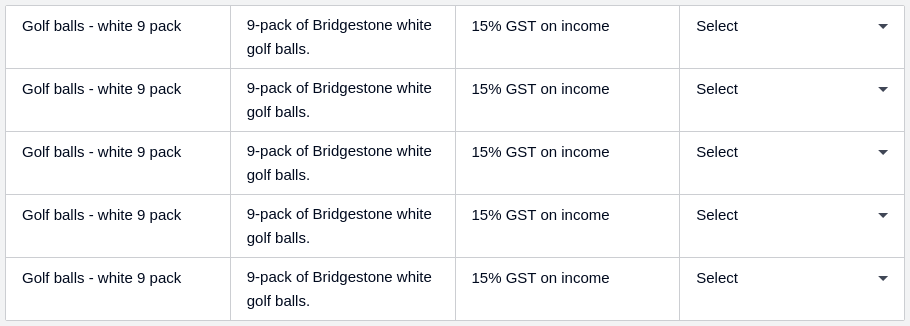 Golf balls - white 9 pack
9-pack of Bridgestone white
golf balls.
15% GST on income
Select
Golf balls - white 9 pack
9-pack of Bridgestone white
golf balls.
15% GST on income
Select
Golf balls - white 9 pack
9-pack of Bridgestone white
golf balls.
15% GST on income
Select
Golf balls - white 9 pack
9-pack of Bridgestone white
golf balls.
15% GST on income
Select
Golf balls - white 9 pack
9-pack of Bridgestone white
golf balls.
15% GST on income
Select